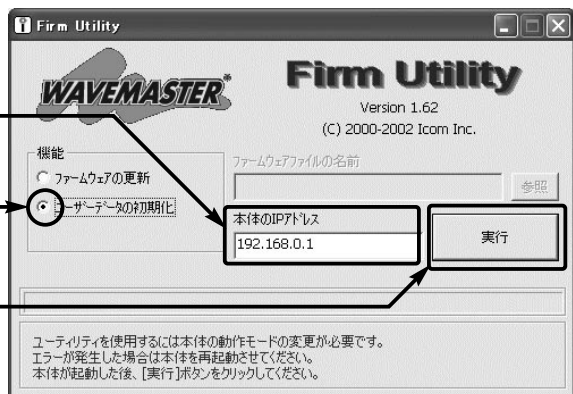 Firm Utility
WAVEMASTER®
Firm Utility
Version 1.62
(C) 2000-2002 Icom Inc.
機能
ファームウェアの更新
ユーザーデータの初期化
ファームウェアファイルの名前
参照
本体のIPアドレス
192.168.0.1
実行
ユーティリティを使用するには本体の動作モードの変更が必要です。
エラーが発生した場合は本体を再起動させてください。
本体が起動した後、[実行]ボタンをクリックしてください。